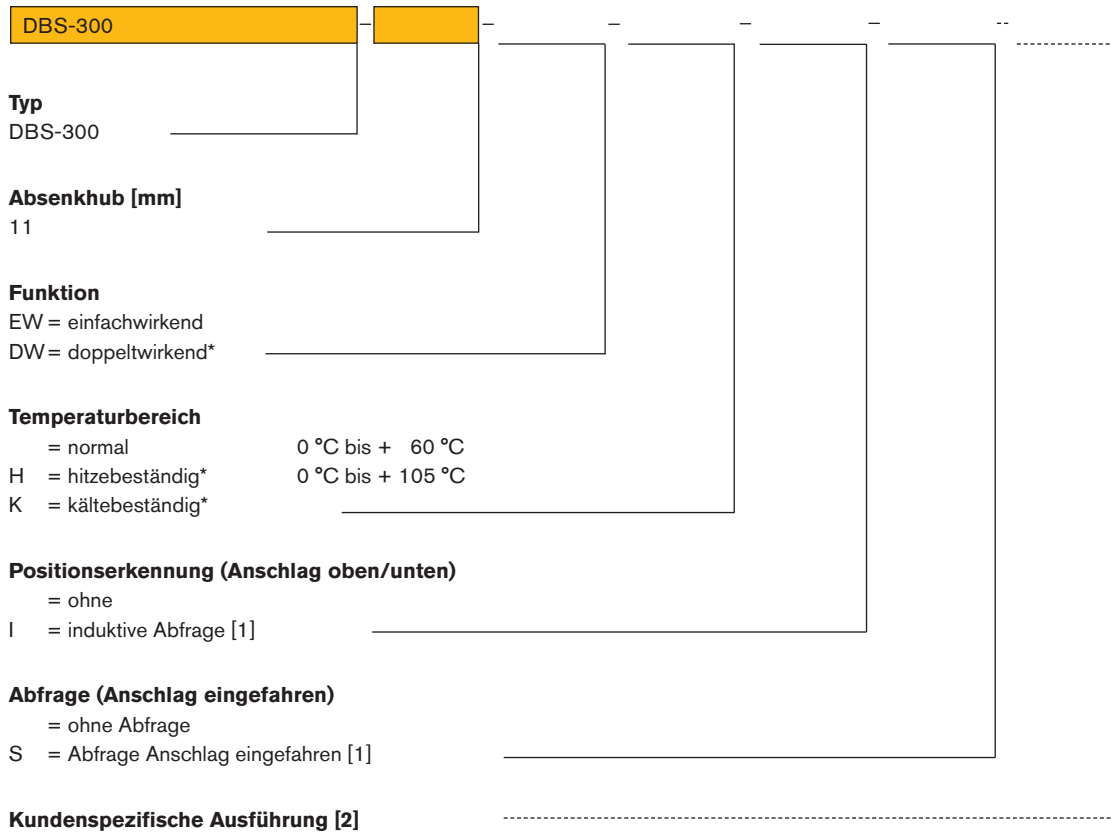 DBS-300 – – – – – --
Typ
DBS-300
Absenkhub [mm]
11
Funktion
EW = einfachwirkend
DW = doppeltwirkend*
Temperaturbereich
= normal 0 °C bis + 60 °C
H = hitzebeständig* 0 °C bis + 105 °C
K = kältebeständig*
Positionserkennung (Anschlag oben/unten)
= ohne
I = induktive Abfrage [1]
Abfrage (Anschlag eingefahren)
= ohne Abfrage
S = Abfrage Anschlag eingefahren [1]
Kundenspezifische Ausführung [2]